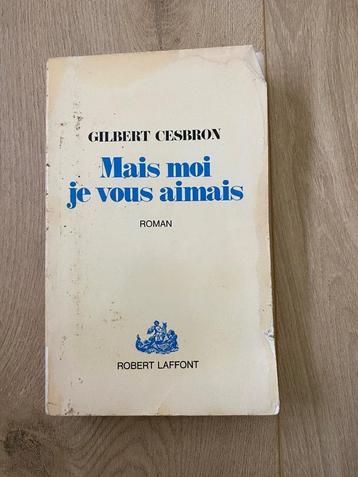 GILBERT CESBRON
Mais moi
je vous aimais
ROMAN
ROBERT LAFFONT